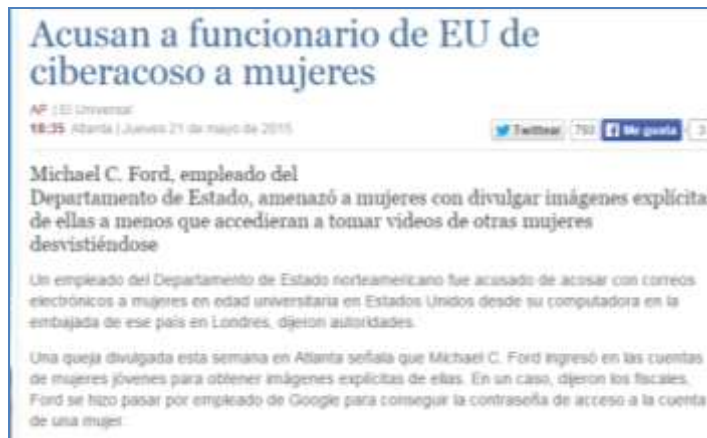 Acusan a funcionario de EU de
ciberacoso a mujeres
AP | El Universal
18:35 Atlanta | Jueves 21 de mayo de 2015
Twittear 793 Me gusta 3
Michael C. Ford, empleado del
Departamento de Estado, amenazó a mujeres con divulgar imágenes explícita
de ellas a menos que accedieran a tomar videos de otras mujeres
desvistiéndose
Un empleado del Departamento de Estado norteamericano fue acusado de acosar con correos
electrónicos a mujeres en edad universitaria en Estados Unidos desde su computadora en la
embajada de ese país en Londres, dijeron autoridades.
Una queja divulgada esta semana en Atlanta señala que Michael C. Ford ingresó en las cuentas
de mujeres jóvenes para obtener imágenes explícitas de ellas. En un caso, dijeron los fiscales,
Ford se hizo pasar por empleado de Google para conseguir la contraseña de acceso a la cuenta
de una mujer.